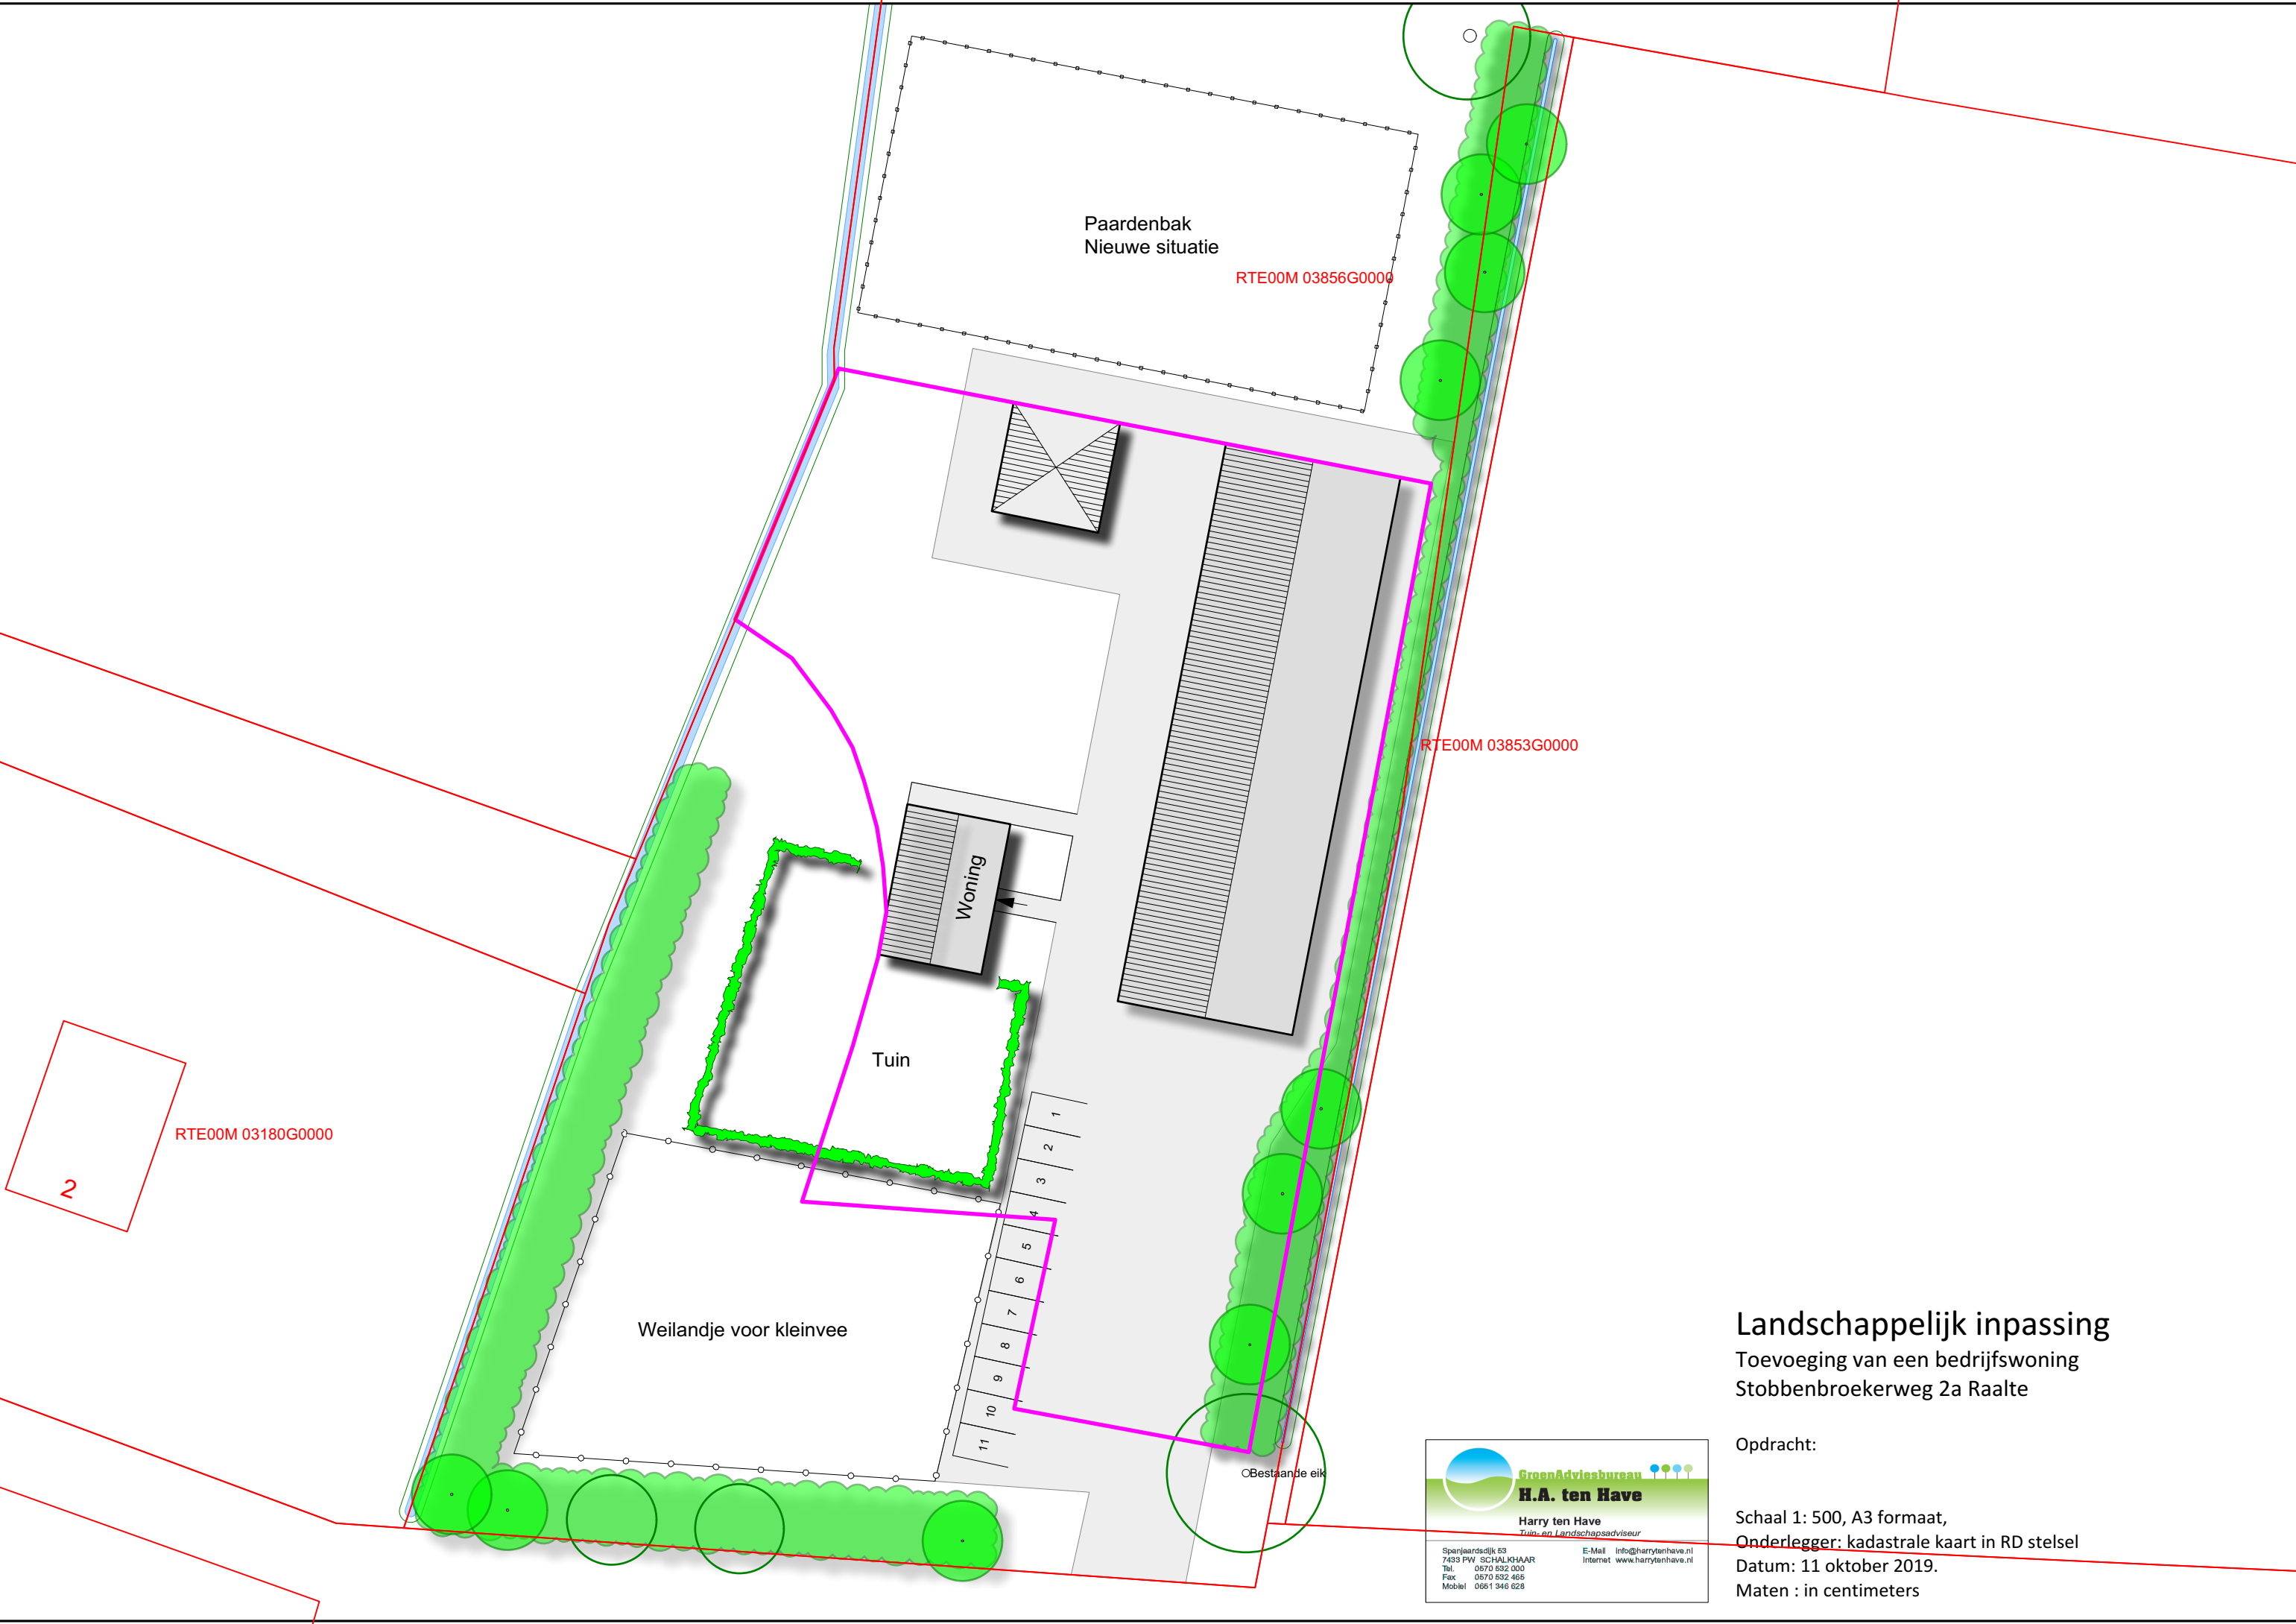 Paardenbak
Nieuwe situatie
RTE00M 03856G0000
RTE00M 03853G0000
Woning
Tuin
RTE00M 03180G0000
2
1
2
3
4
5
6
7
8
9
10
11
Weilandje voor kleinvee
Bestaande eik
Landschappelijk inpassing
Toevoeging van een bedrijfswoning
Stobbenbroekerweg 2a Raalte
Opdracht:
Schaal 1: 500, A3 formaat,
Onderlegger: kadastrale kaart in RD stelsel
Datum: 11 oktober 2019.
Maten : in centimeters
GroenAdviesbureau
H.A. ten Have
Harry ten Have
Tuin- en Landschapsadviseur
Spanjaardsdijk 53
7433 PW SCHALKHAAR
Tel. 0570 532 000
Fax 0570 532 465
Mobiel 0651 346 628
E-Mail info@harrytenhave.nl
Internet www.harrytenhave.nl